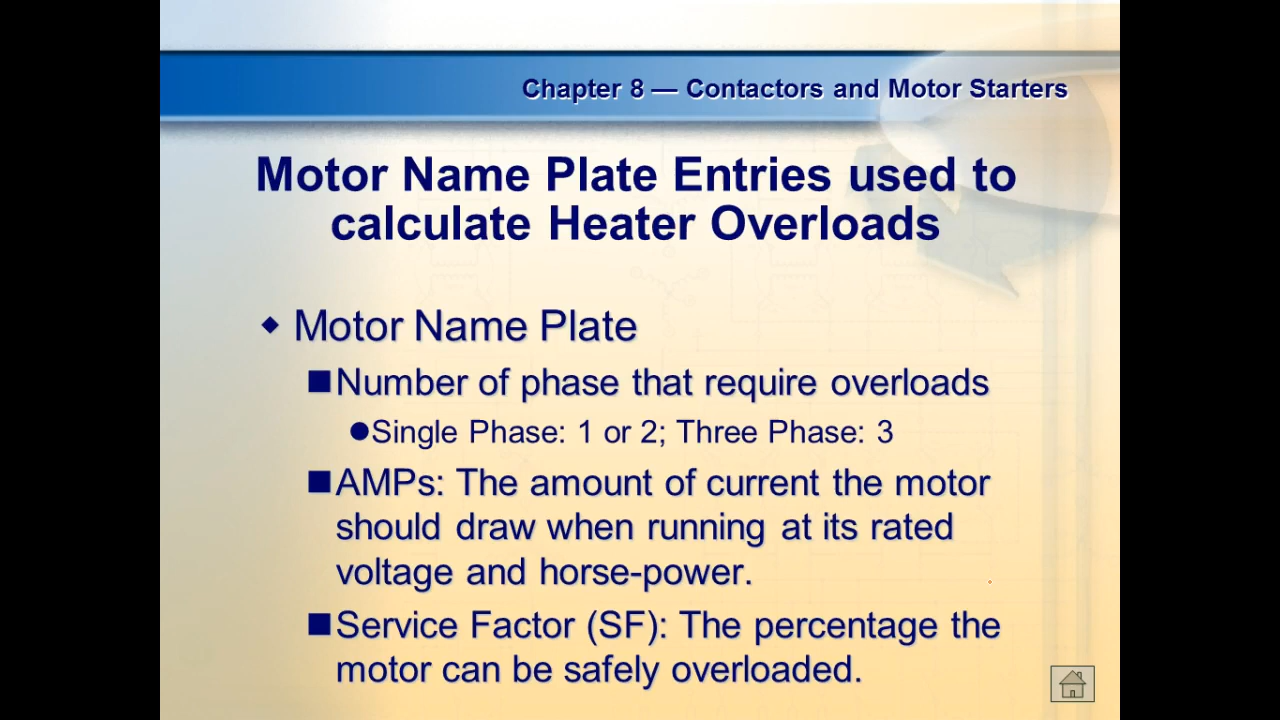 Chapter 8 — Contactors and Motor Starters
Motor Name Plate Entries used to
calculate Heater Overloads
Motor Name Plate
Number of phase that require overloads
Single Phase: 1 or 2; Three Phase: 3
AMPs: The amount of current the motor
should draw when running at its rated
voltage and horse-power.
Service Factor (SF): The percentage the
motor can be safely overloaded.